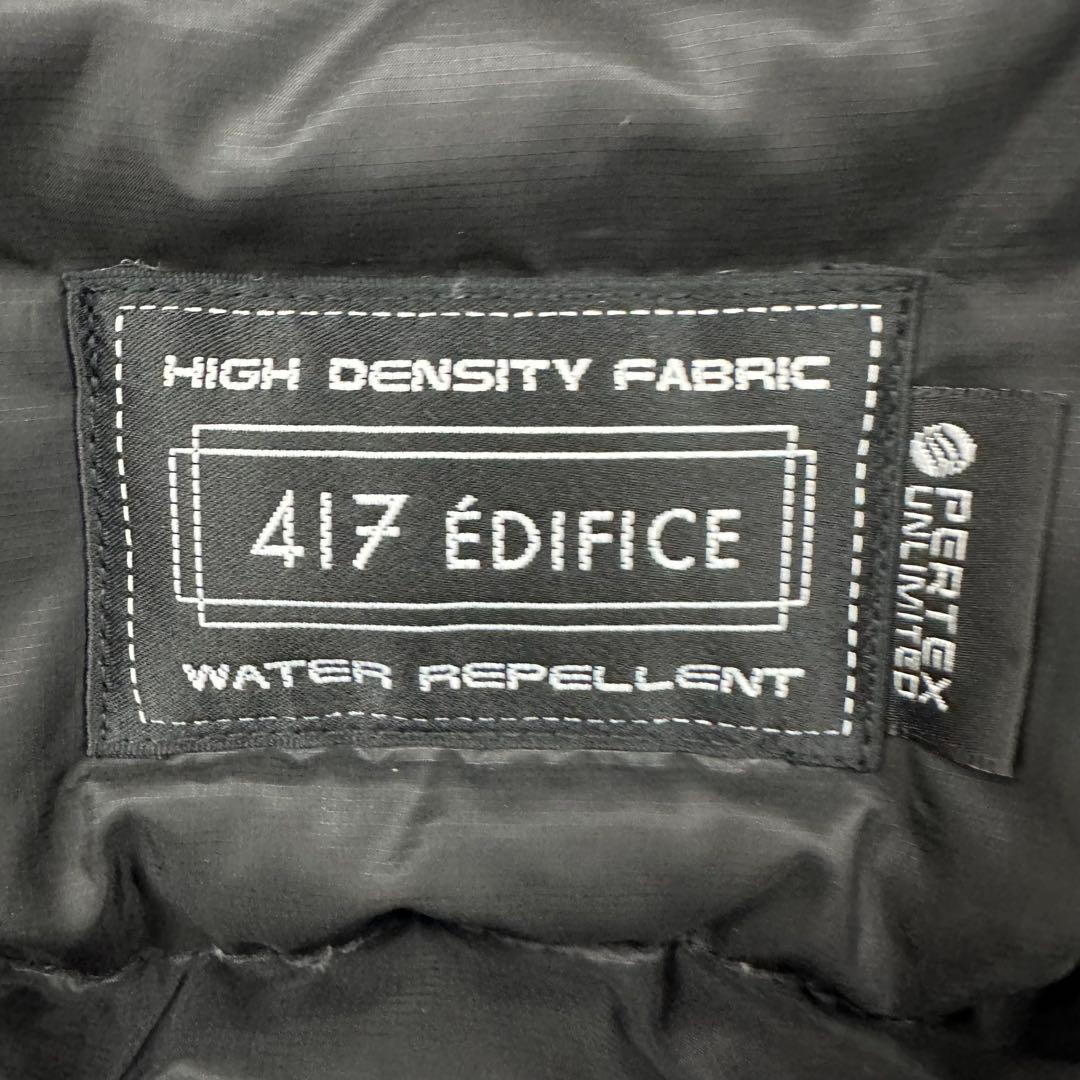 HIGH DENSITY FABRIC
417 ÉDIFICE
WATER REPELLENT
PERTEX
UNLIMITED